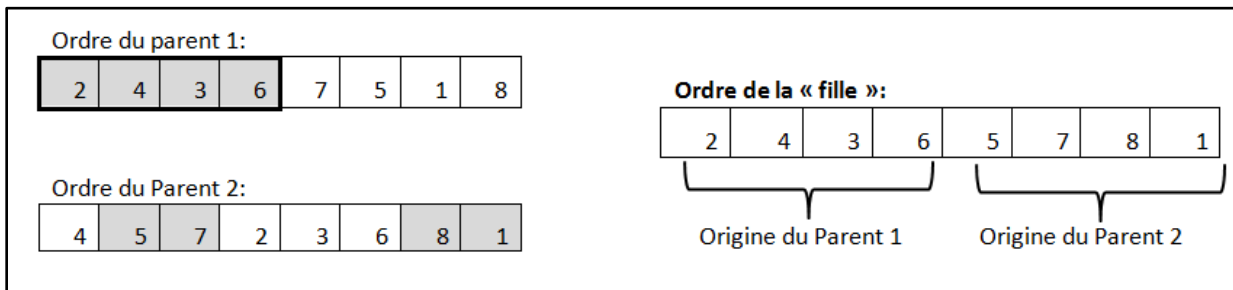 Ordre du parent 1:
2 4 3 6 7 5 1 8
Ordre de la « fille »:
2 4 3 6 5 7 8 1
Ordre du Parent 2:
4 5 7 2 3 6 8 1
Origine du Parent 1 Origine du Parent 2